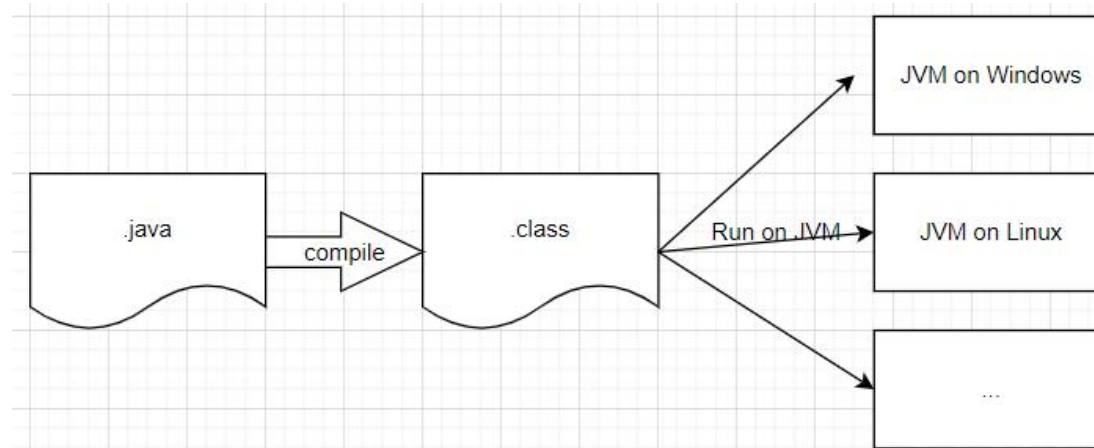 .java
compile
.class
Run on JVM
JVM on Windows
JVM on Linux
...